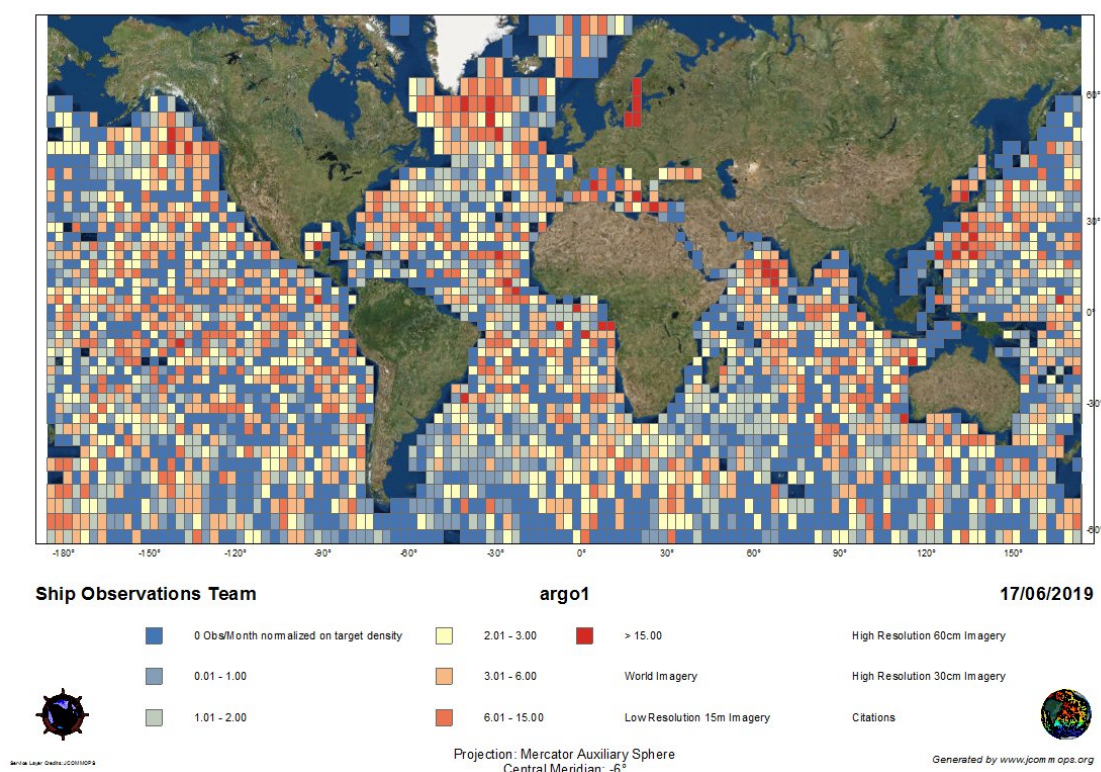 60°
30°
0°
-30°
-60°
-180° -150° -120° -90° -60° -30° 0° 30° 60° 90° 120° 150°
Ship Observations Team argo1 17/06/2019
0 Obs/Month normalized on target density 2.01 - 3.00 > 15.00 High Resolution 60cm Imagery
0.01 - 1.00 3.01 - 6.00 World Imagery High Resolution 30cm Imagery
1.01 - 2.00 6.01 - 15.00 Low Resolution 15m Imagery Citations
Projection: Mercator Auxiliary Sphere
Central Meridian: -6°
Service Layer Credits: JCOMMOPS
Generated by www.jcommops.org